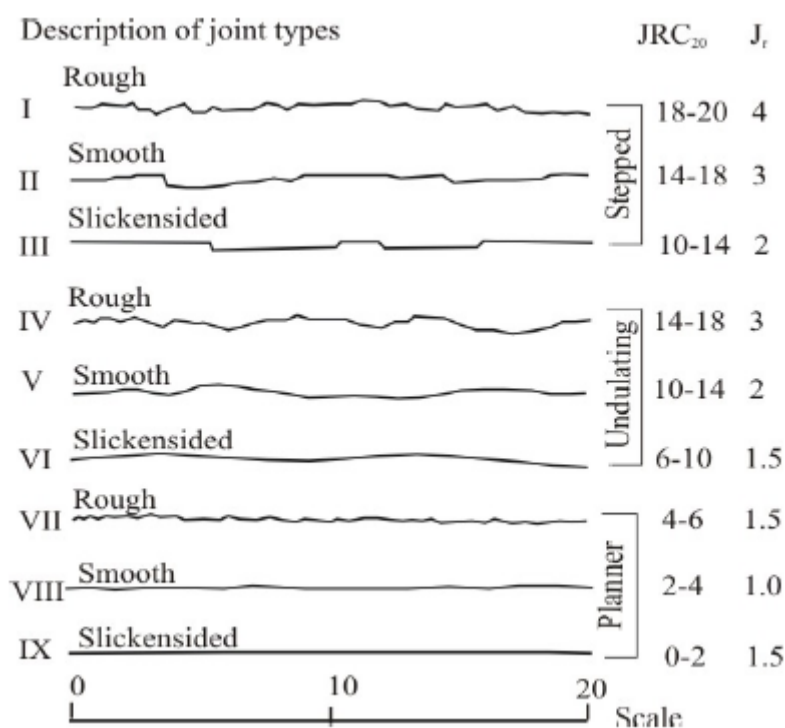 Description of joint types JRC₂₀ Jᵣ
Rough
I 18-20 4
Smooth
II 14-18 3
Slickensided
III 10-14 2
Stepped
Rough
IV 14-18 3
Smooth
V 10-14 2
Slickensided
VI 6-10 1.5
Undulating
Rough
VII 4-6 1.5
Smooth
VIII 2-4 1.0
Slickensided
IX 0-2 1.5
Planner
0 10 20
Scale